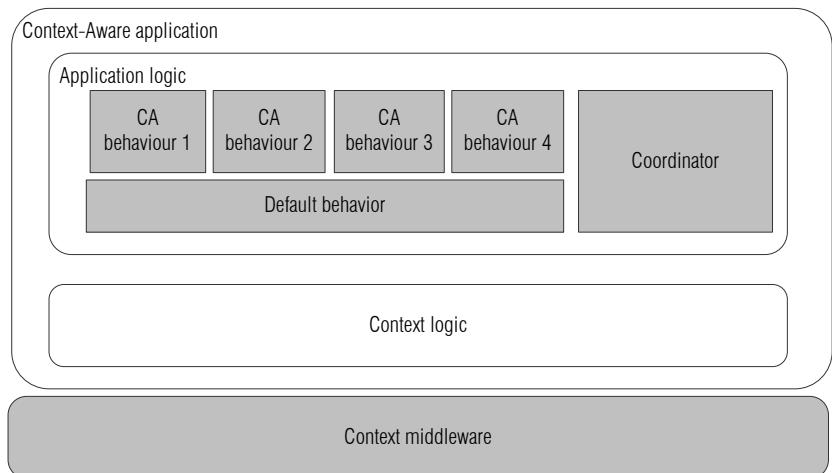 Context-Aware application
Application logic
CA
behaviour 1
CA
behaviour 2
CA
behaviour 3
CA
behaviour 4
Coordinator
Default behavior
Context logic
Context middleware